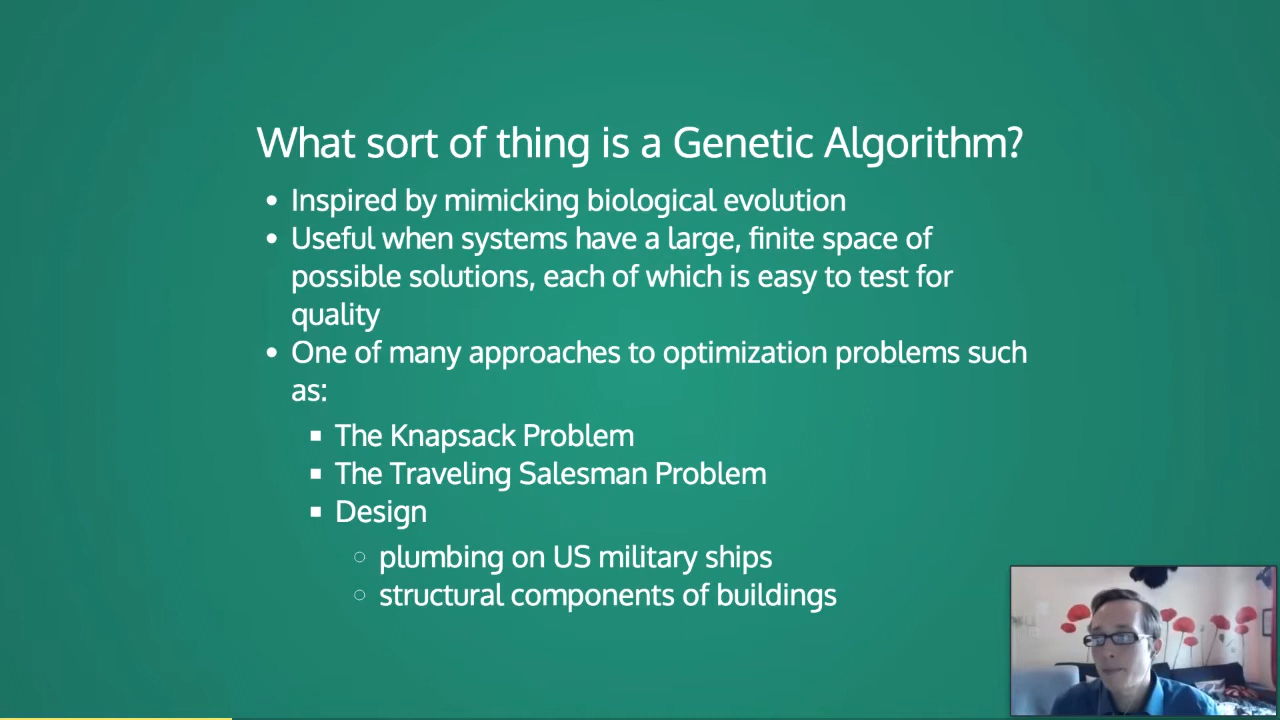 What sort of thing is a Genetic Algorithm?
Inspired by mimicking biological evolution
Useful when systems have a large, finite space of
possible solutions, each of which is easy to test for
quality
One of many approaches to optimization problems such
as:
The Knapsack Problem
The Traveling Salesman Problem
Design
plumbing on US military ships
structural components of buildings